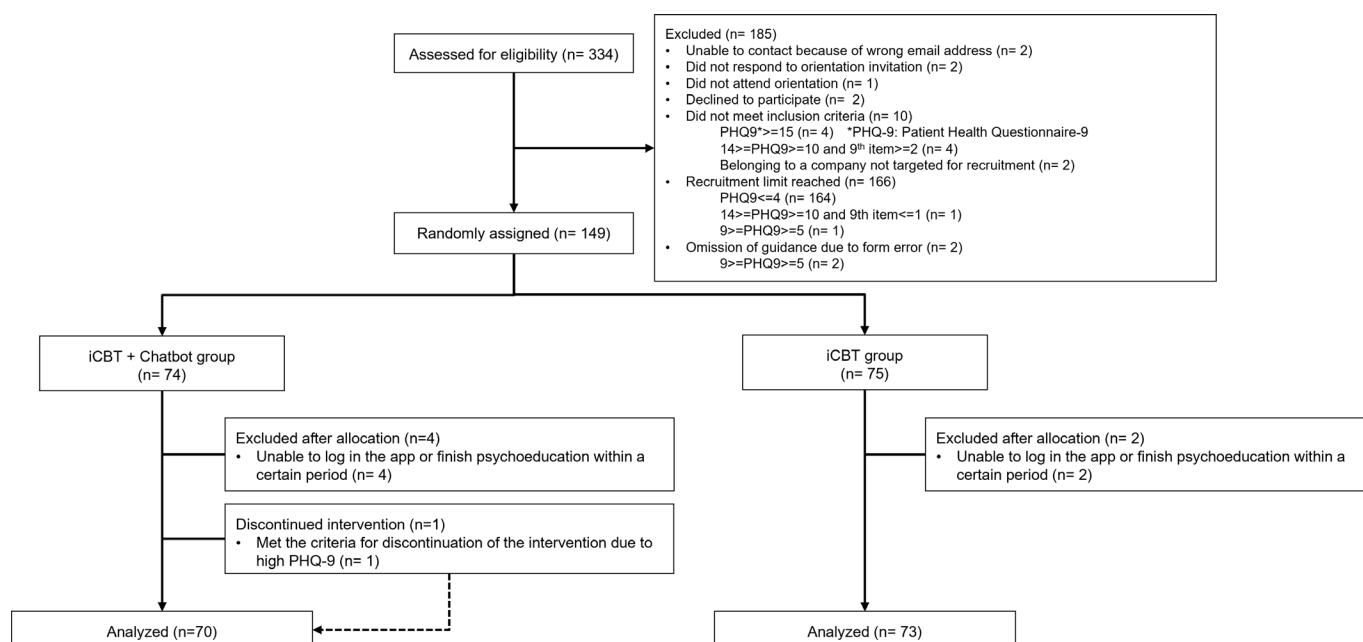 Assessed for eligibility (n= 334)
Excluded (n= 185)
• Unable to contact because of wrong email address (n= 2)
• Did not respond to orientation invitation (n= 2)
• Did not attend orientation (n= 1)
• Declined to participate (n=  2)
• Did not meet inclusion criteria (n= 10)
PHQ9*>=15 (n= 4)   *PHQ-9: Patient Health Questionnaire-9
14>=PHQ9>=10 and 9th item>=2 (n= 4)
Belonging to a company not targeted for recruitment (n= 2)
• Recruitment limit reached (n= 166)
PHQ9<=4 (n= 164)
14>=PHQ9>=10 and 9th item<=1 (n= 1)
9>=PHQ9>=5 (n= 1)
• Omission of guidance due to form error (n= 2)
9>=PHQ9>=5 (n= 2)
Randomly assigned (n= 149)
iCBT + Chatbot group
(n= 74)
iCBT group
(n= 75)
Excluded after allocation (n=4)
• Unable to log in the app or finish psychoeducation within a
certain period (n= 4)
Excluded after allocation (n= 2)
• Unable to log in the app or finish psychoeducation within a
certain period (n= 2)
Discontinued intervention (n=1)
• Met the criteria for discontinuation of the intervention due to
high PHQ-9 (n= 1)
Analyzed (n=70)
Analyzed (n= 73)